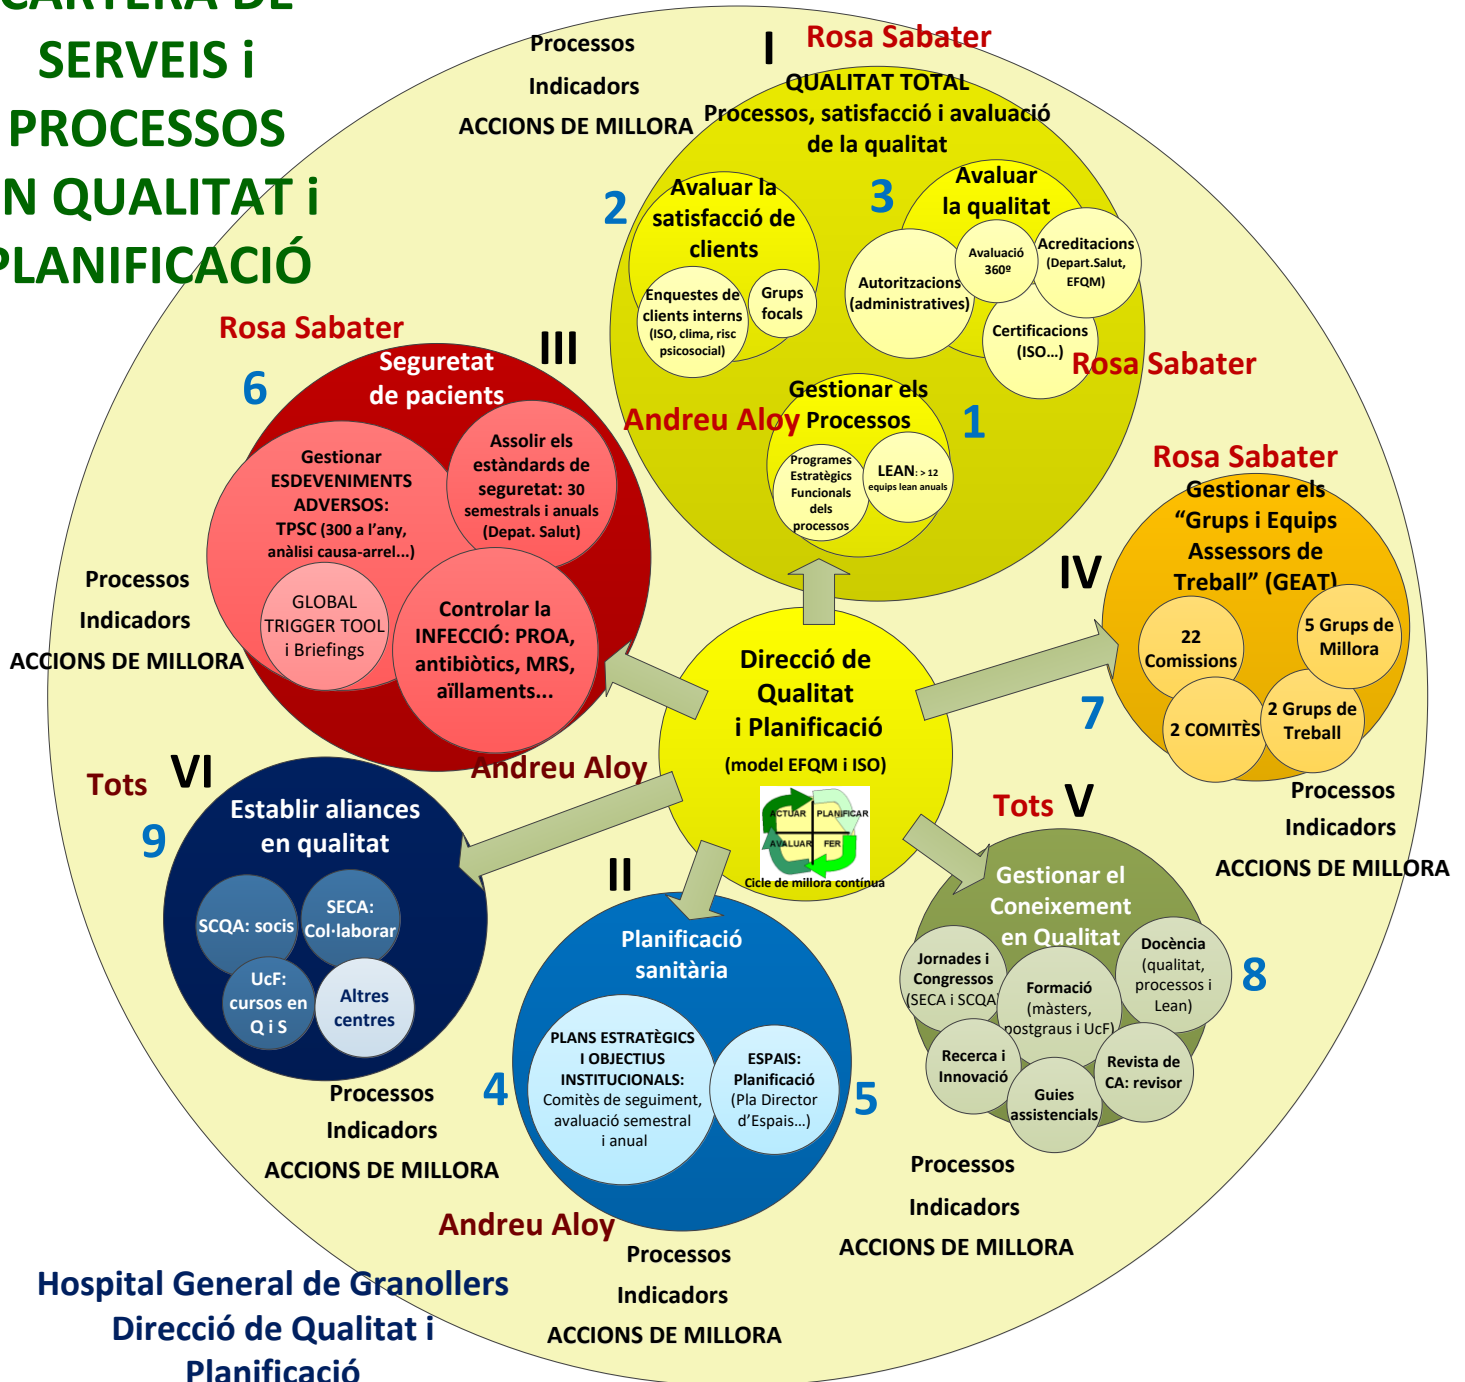 CARTERA DE
SERVEIS i
PROCESSOS
EN QUALITAT i
PLANIFICACIÓ
Processos
Indicadors
ACCIONS DE MILLORA
I
Rosa Sabater
QUALITAT TOTAL
Processos, satisfacció i avaluació
de la qualitat
2
Avaluar la
satisfacció de
clients
Enquestes de
clients interns
(ISO, clima, risc
psicosocial)
Grups
focals
3
Avaluar
la qualitat
Autoritzacions
(administratives)
Avaluació
360º
Acreditacions
(Depart.Salut,
EFQM)
Certificacions
(ISO...)
Rosa Sabater
Gestionar els
Processos
Andreu Aloy
1
Programes
Estratègics
Funcionals
dels
processos
LEAN: > 12
equips lean anuals
Rosa Sabater
III
6
Seguretat
de pacients
Gestionar
ESDEVENIMENTS
ADVERSOS:
TPSC (300 a l’any,
anàlisi causa-arrel...)
Assolir els
estàndards de
seguretat: 30
semestrals i anuals
(Depat. Salut)
GLOBAL
TRIGGER TOOL
i Briefings
Controlar la
INFECCIÓ: PROA,
antibiòtics, MRS,
aïllaments...
Processos
Indicadors
ACCIONS DE MILLORA
Andreu Aloy
Rosa Sabater
IV
Gestionar els
“Grups i Equips
Assessors de
Treball” (GEAT)
22
Comissions
5 Grups de
Millora
2 COMITÈS
2 Grups de
Treball
7
Processos
Indicadors
ACCIONS DE MILLORA
Direcció de
Qualitat
i Planificació
(model EFQM i ISO)
ACTUAR
PLANIFICAR
AVALUAR
FER
Cicle de millora contínua
Tots
VI
9
Establir aliances
en qualitat
SCQA: socis
SECA:
Col·laborar
UcF:
cursos en
Q i S
Altres
centres
Processos
Indicadors
ACCIONS DE MILLORA
II
Planificació
sanitària
4
PLANS ESTRATÈGICS
I OBJECTIUS
INSTITUCIONALS:
Comitès de seguiment,
avaluació semestral
i anual
ESPAIS:
Planificació
(Pla Director
d’Espais...)
5
Andreu Aloy
Processos
Indicadors
ACCIONS DE MILLORA
Tots
V
Gestionar el
Coneixement
en Qualitat
Jornades i
Congressos
(SECA i SCQA)
Formació
(màsters,
postgraus i UcF)
Docència
(qualitat,
processos i
Lean)
8
Recerca i
Innovació
Guies
assistencials
Revista de
CA: revisor
Processos
Indicadors
ACCIONS DE MILLORA
Hospital General de Granollers
Direcció de Qualitat i
Planificació